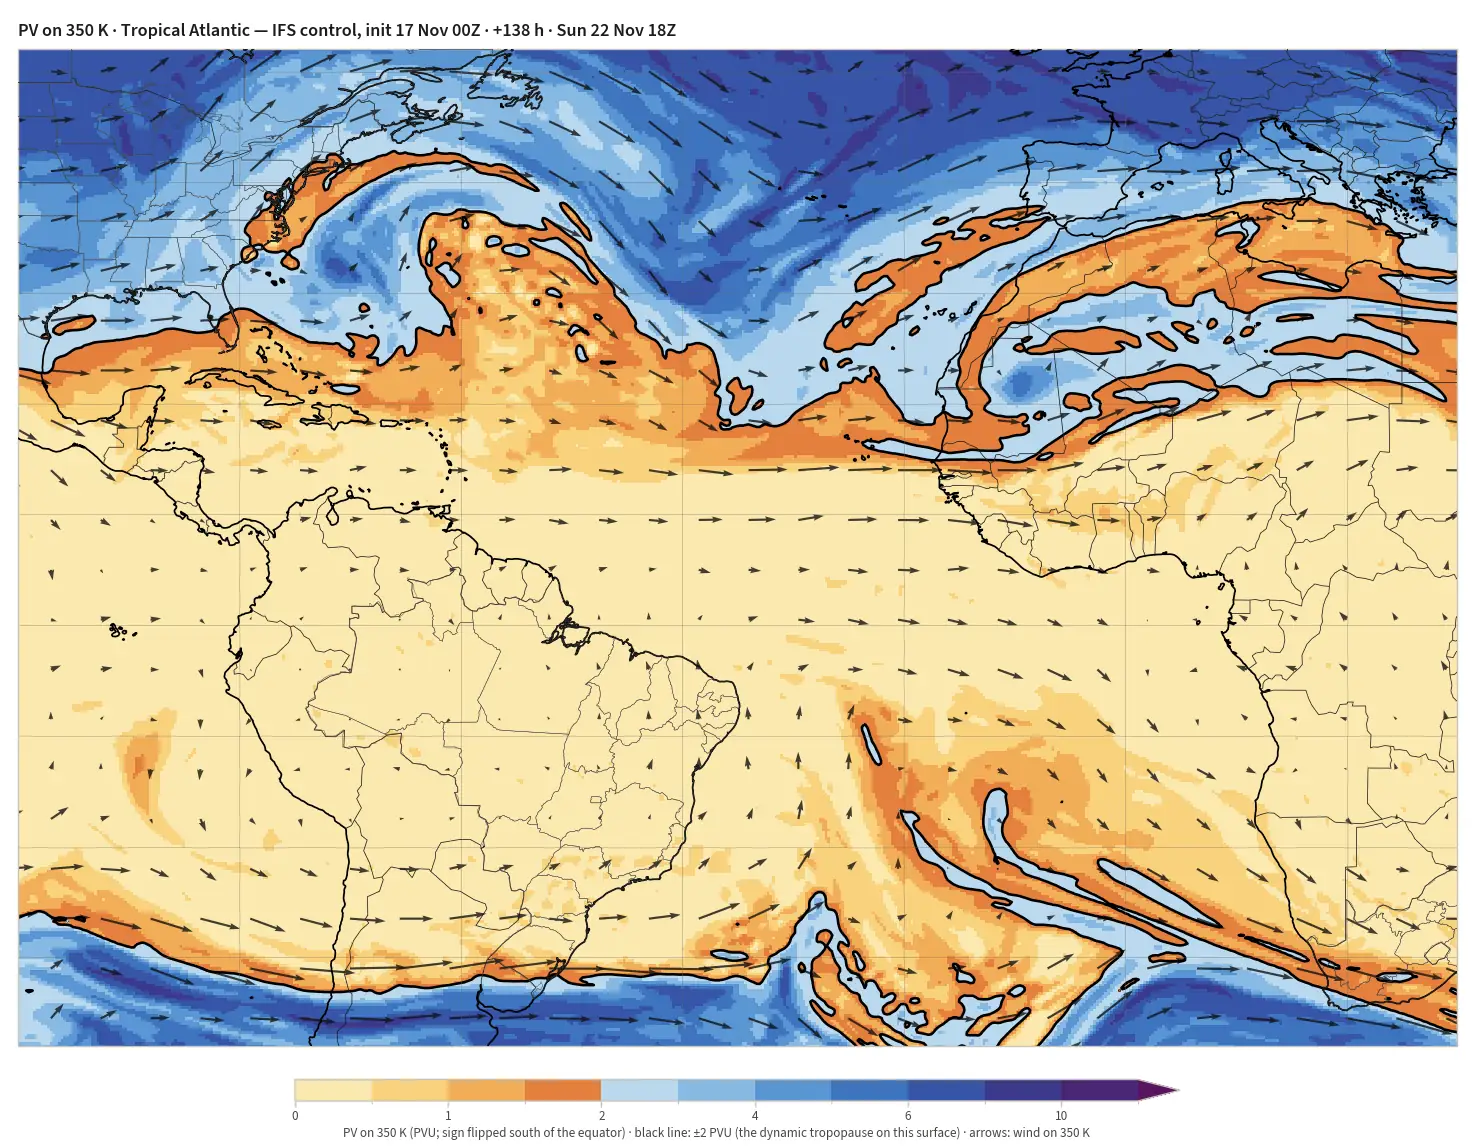 PV on 350 K · Tropical Atlantic — IFS control, init 17 Nov 00Z · +138 h · Sun 22 Nov 18Z
0 1 2 4 6 10
PV on 350 K (PVU; sign flipped south of the equator) · black line: ±2 PVU (the dynamic tropopause on this surface) · arrows: wind on 350 K